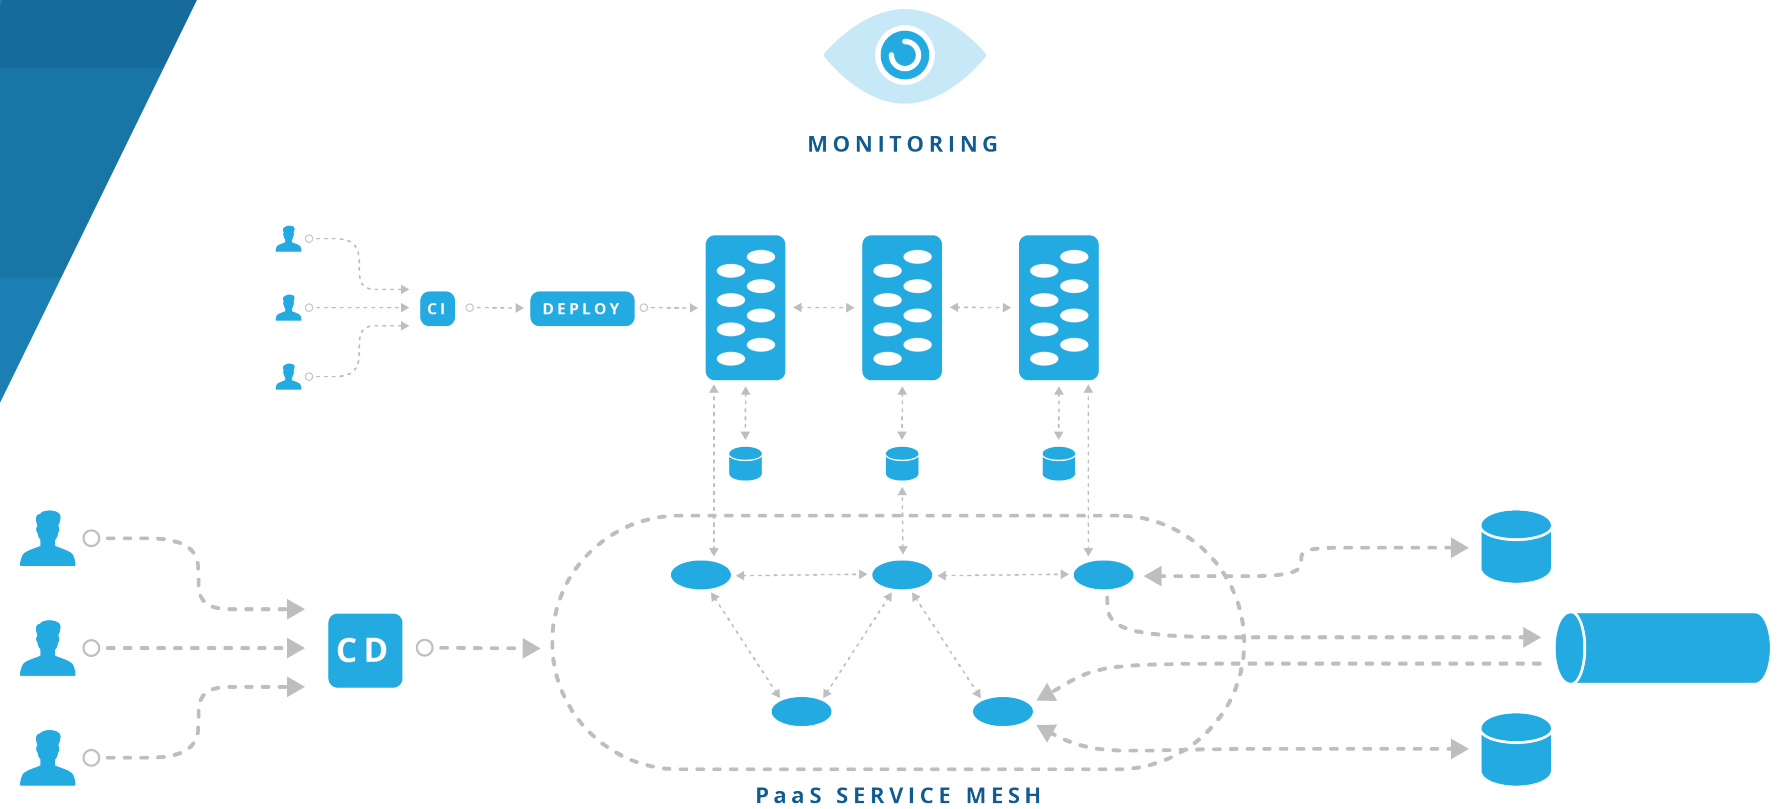 MONITORING
CI
DEPLOY
CD
PaaS SERVICE MESH